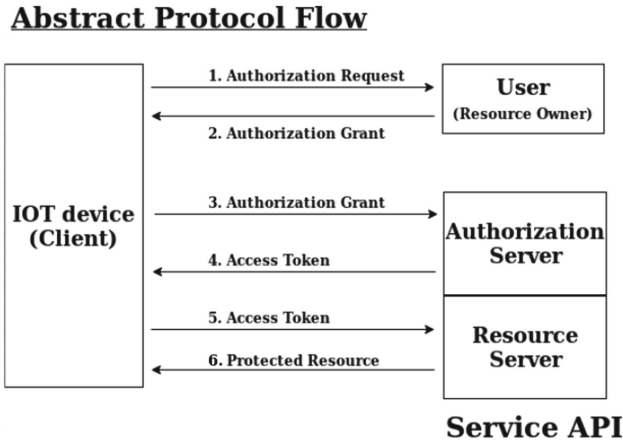 Abstract Protocol Flow
1. Authorization Request
User
(Resource Owner)
2. Authorization Grant
IOT device
(Client)
3. Authorization Grant
Authorization
Server
4. Access Token
5. Access Token
Resource
Server
6. Protected Resource
Service API